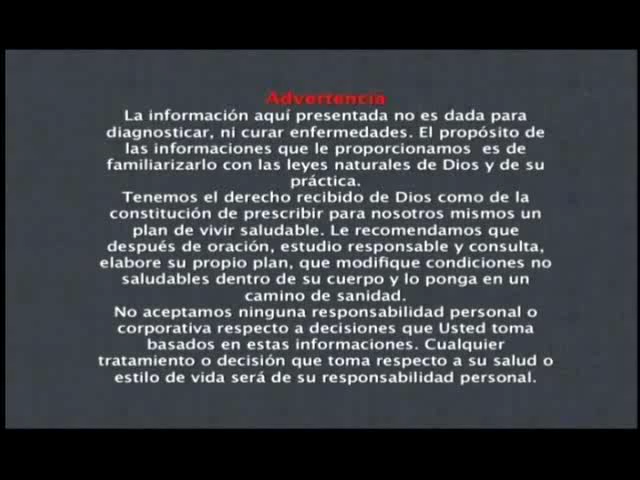 Advertencia
La información aquí presentada no es dada para
diagnosticar, ni curar enfermedades. El propósito de
las informaciones que le proporcionamos es de
familiarizarlo con las leyes naturales de Dios y de su
práctica.
Tenemos el derecho recibido de Dios como de la
constitución de prescribir para nosotros mismos un
plan de vivir saludable. Le recomendamos que
después de oración, estudio responsable y consulta,
elabore su propio plan, que modifique condiciones no
saludables dentro de su cuerpo y lo ponga en un
camino de sanidad.
No aceptamos ninguna responsabilidad personal o
corporativa respecto a decisiones que Usted toma
basados en estas informaciones. Cualquier
tratamiento o decisión que toma respecto a su salud o
estilo de vida será de su responsabilidad personal.